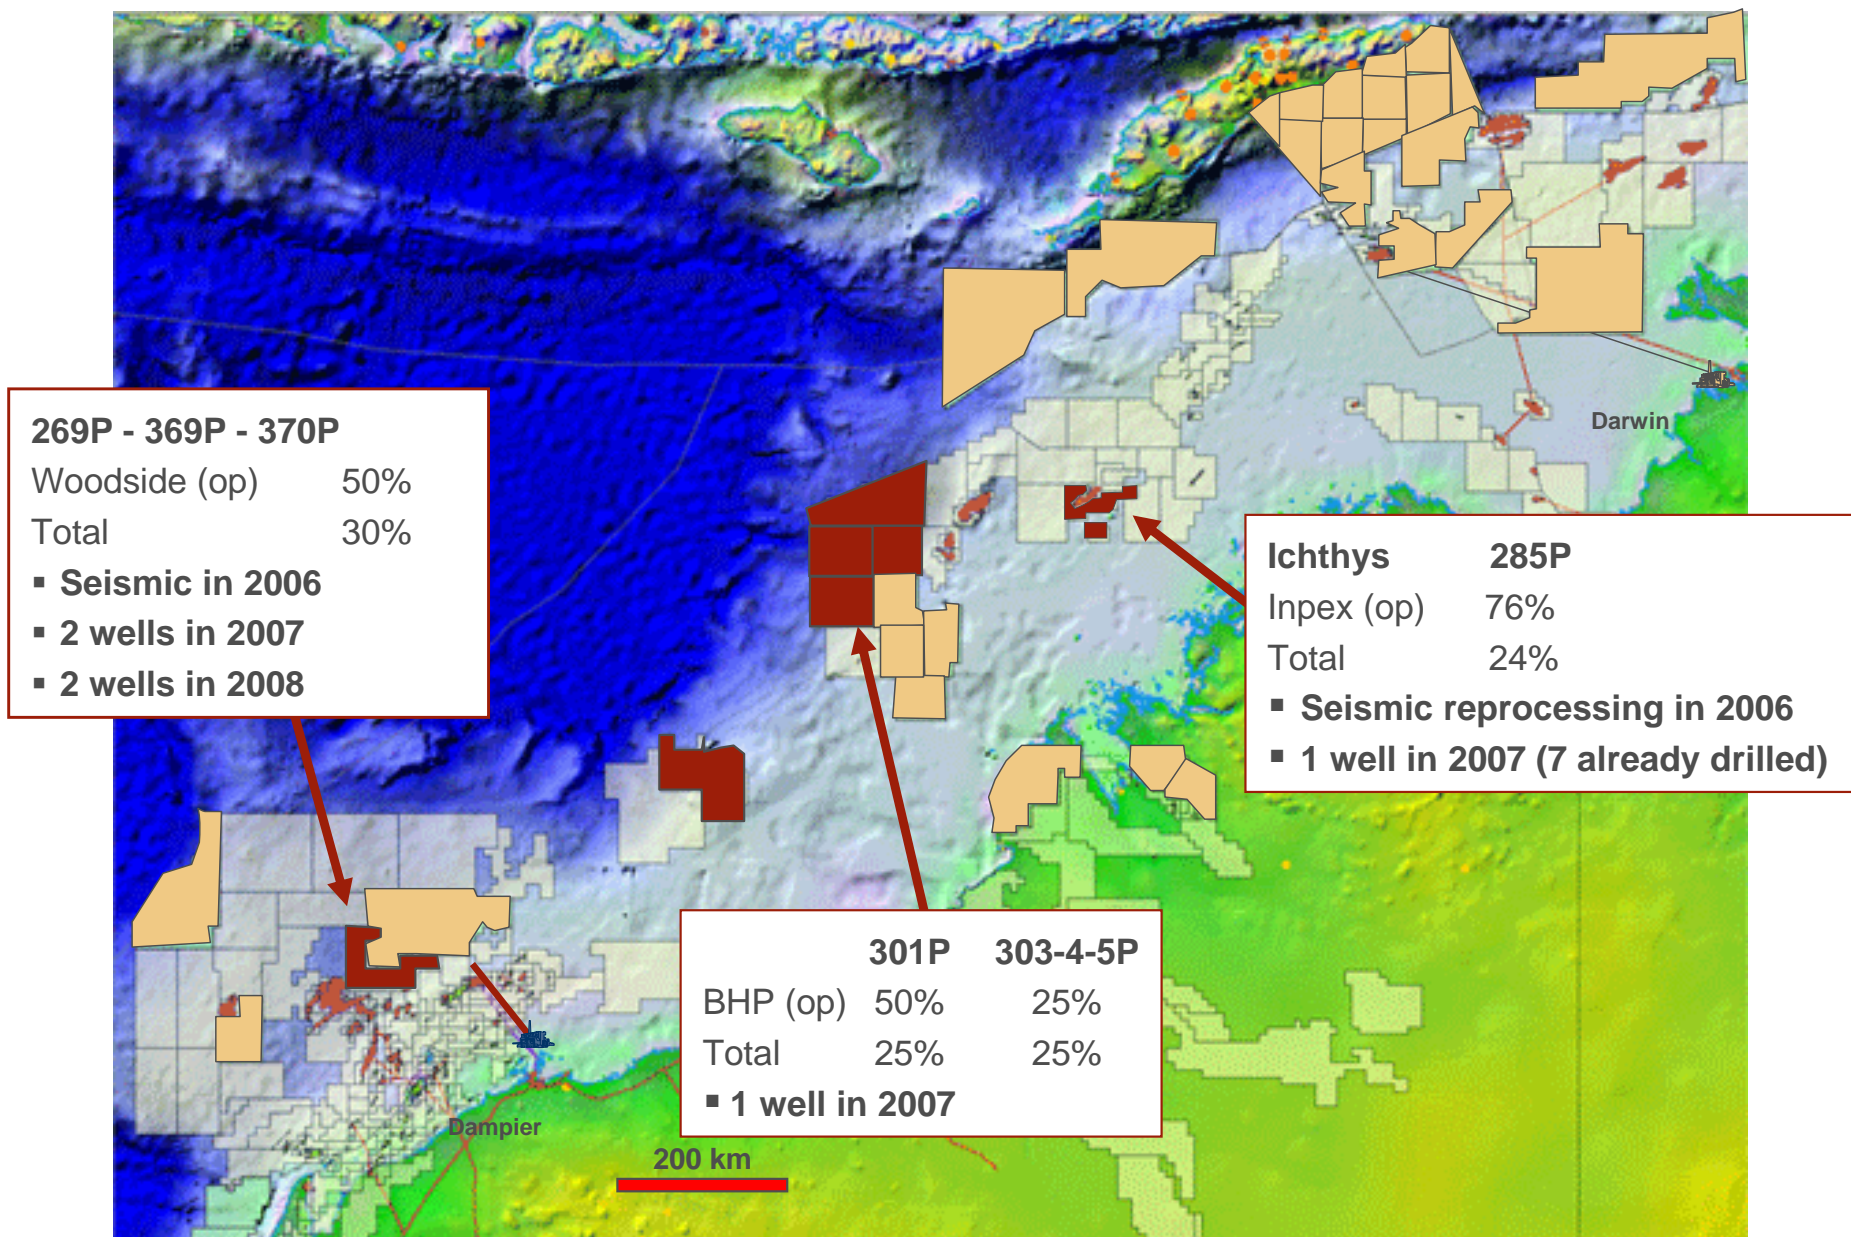 269P - 369P - 370P
Woodside (op) 50%
Total 30%
▪ Seismic in 2006
▪ 2 wells in 2007
▪ 2 wells in 2008
Darwin
Ichthys 285P
Inpex (op) 76%
Total 24%
▪ Seismic reprocessing in 2006
▪ 1 well in 2007 (7 already drilled)
301P 303-4-5P
BHP (op) 50% 25%
Total 25% 25%
▪ 1 well in 2007
Dampier
200 km